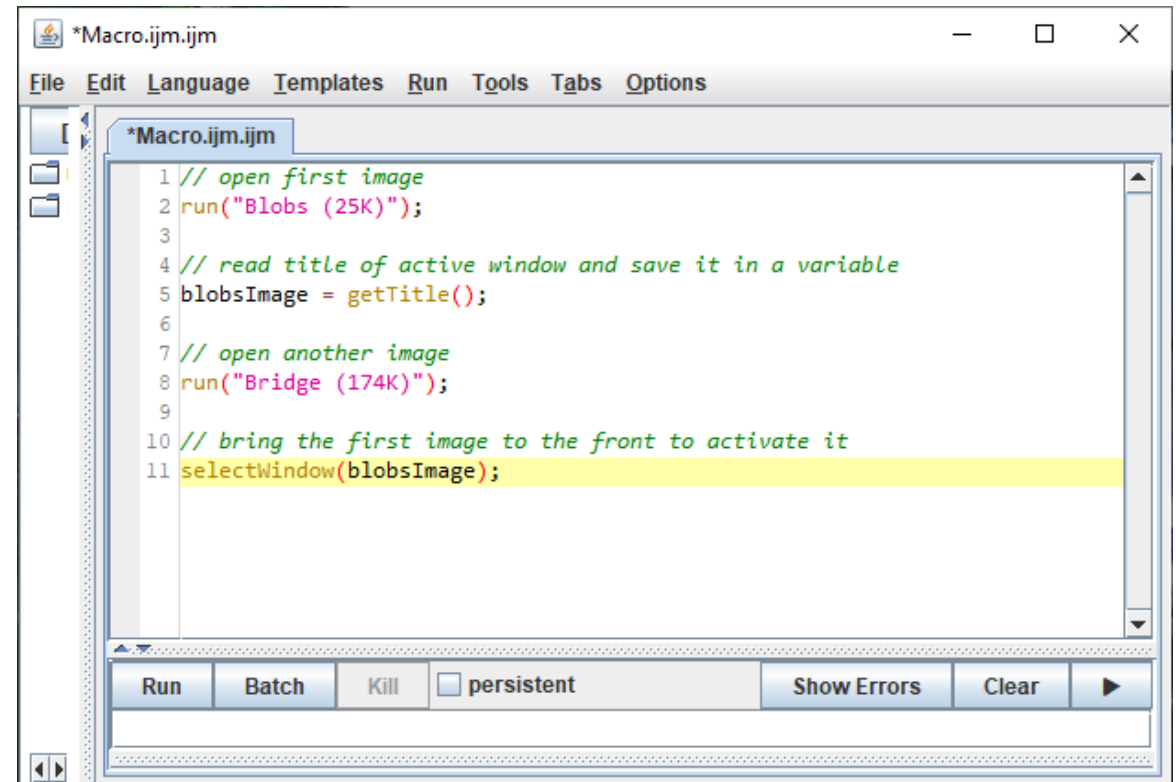 *Macro.ijm.ijm
File Edit Language Templates Run Tools Tabs Options
*Macro.ijm.ijm
1 // open first image
2 run("Blobs (25K)");
3
4 // read title of active window and save it in a variable
5 blobsImage = getTitle();
6
7 // open another image
8 run("Bridge (174K)");
9
10 // bring the first image to the front to activate it
11 selectWindow(blobsImage);
Run Batch Kill persistent Show Errors Clear